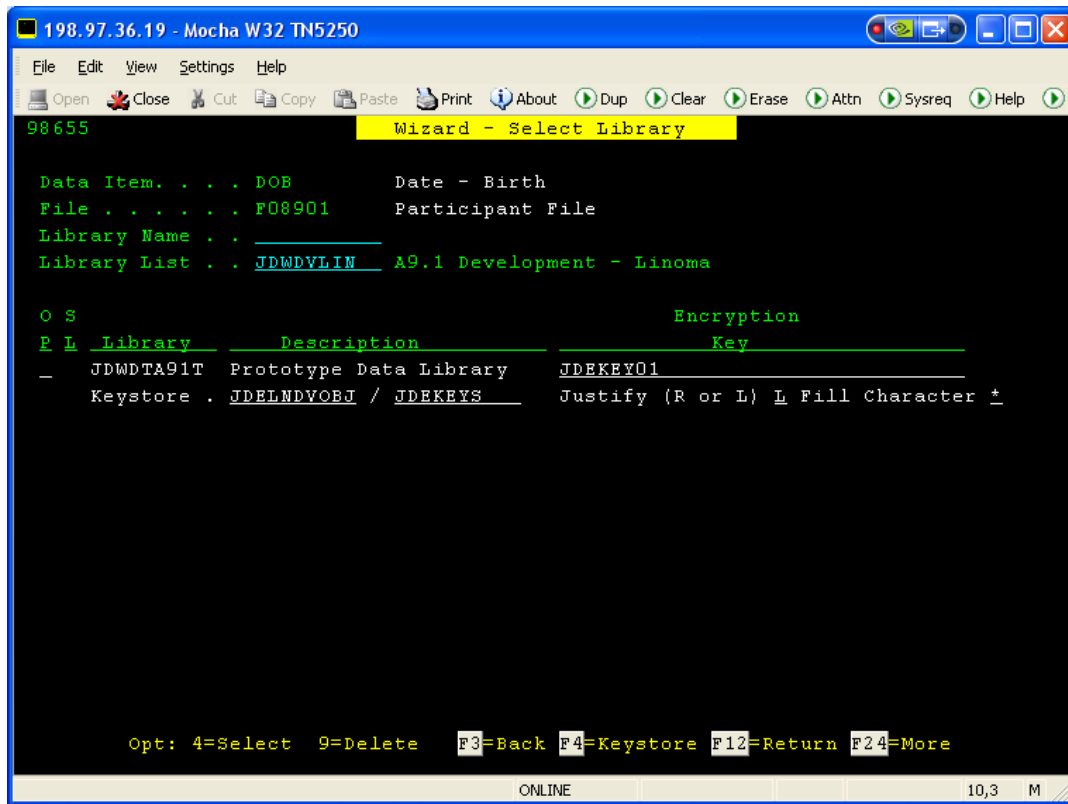 198.97.36.19 - Mocha W32 TN5250
File Edit View Settings Help
Open Close Cut Copy Paste Print About Dup Clear Erase Attn Sysreq Help
98655 Wizard - Select Library
Data Item. . . . DOB Date - Birth
File . . . . . . F08901 Participant File
Library Name . .
Library List . . JDWDVLIN A9.1 Development - Linoma
O S Encryption
P L Library Description Key
JDWDTA91T Prototype Data Library JDEKEY01
Keystore . JDELNDVOBJ / JDEKEYS Justify (R or L) L Fill Character *
Opt: 4=Select 9=Delete F3=Back F4=Keystore F12=Return F24=More
ONLINE 10,3 M